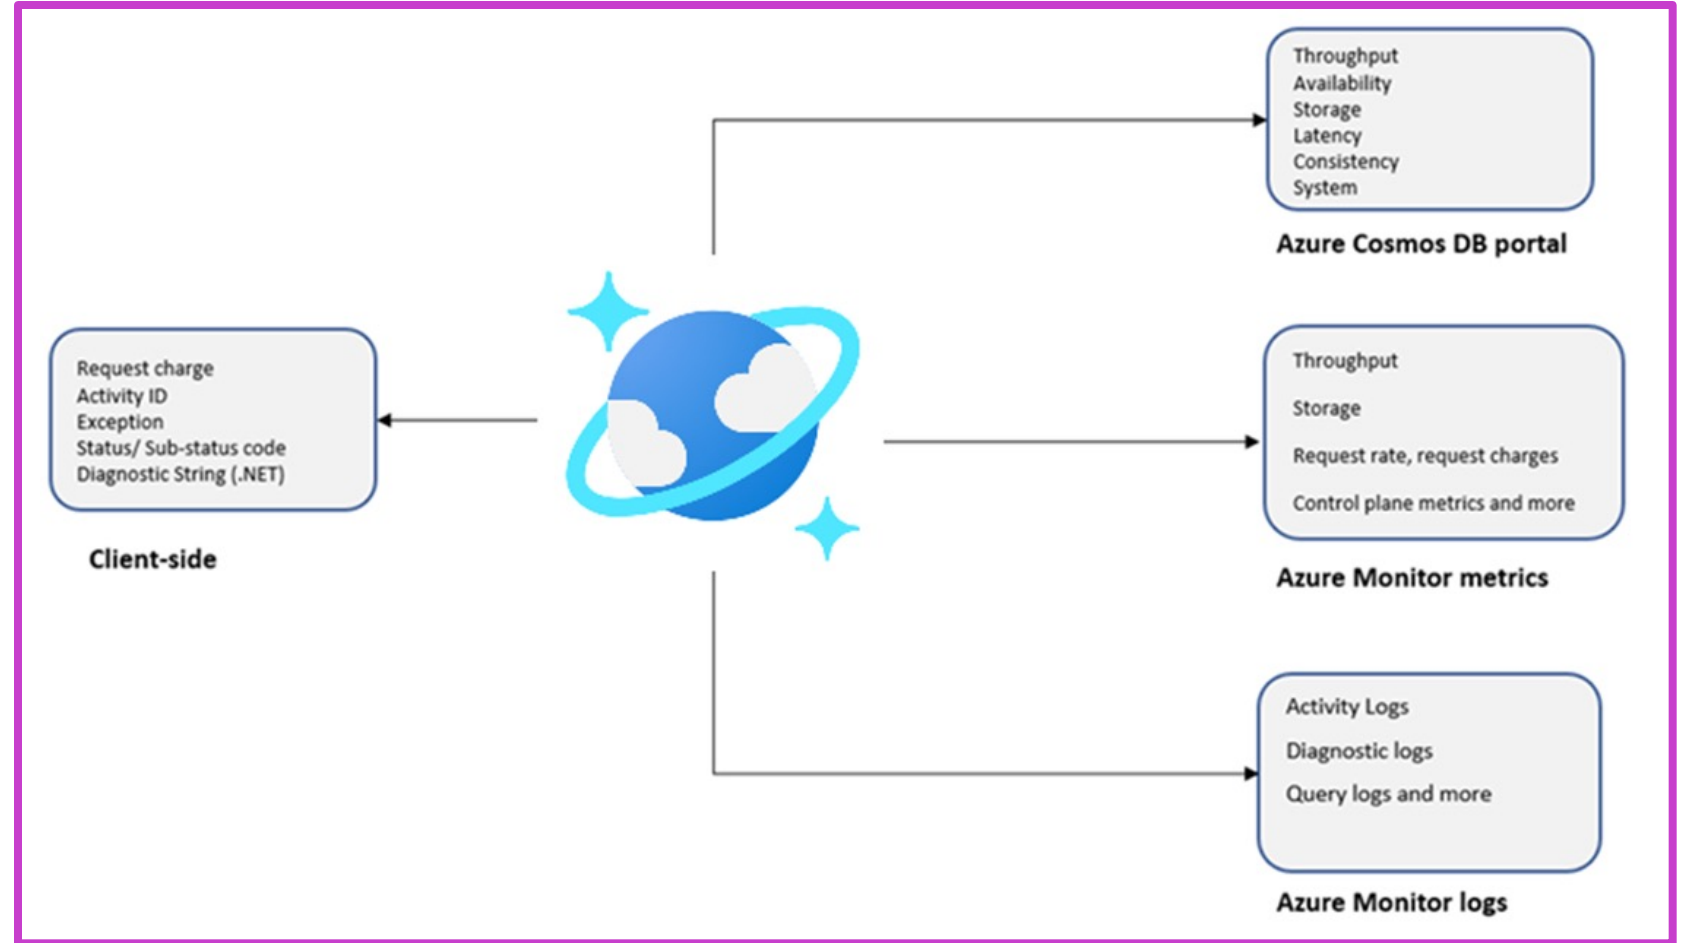 Throughput
Availability
Storage
Latency
Consistency
System
Azure Cosmos DB portal
Request charge
Activity ID
Exception
Status/ Sub-status code
Diagnostic String (.NET)
Client-side
Throughput
Storage
Request rate, request charges
Control plane metrics and more
Azure Monitor metrics
Activity Logs
Diagnostic logs
Query logs and more
Azure Monitor logs